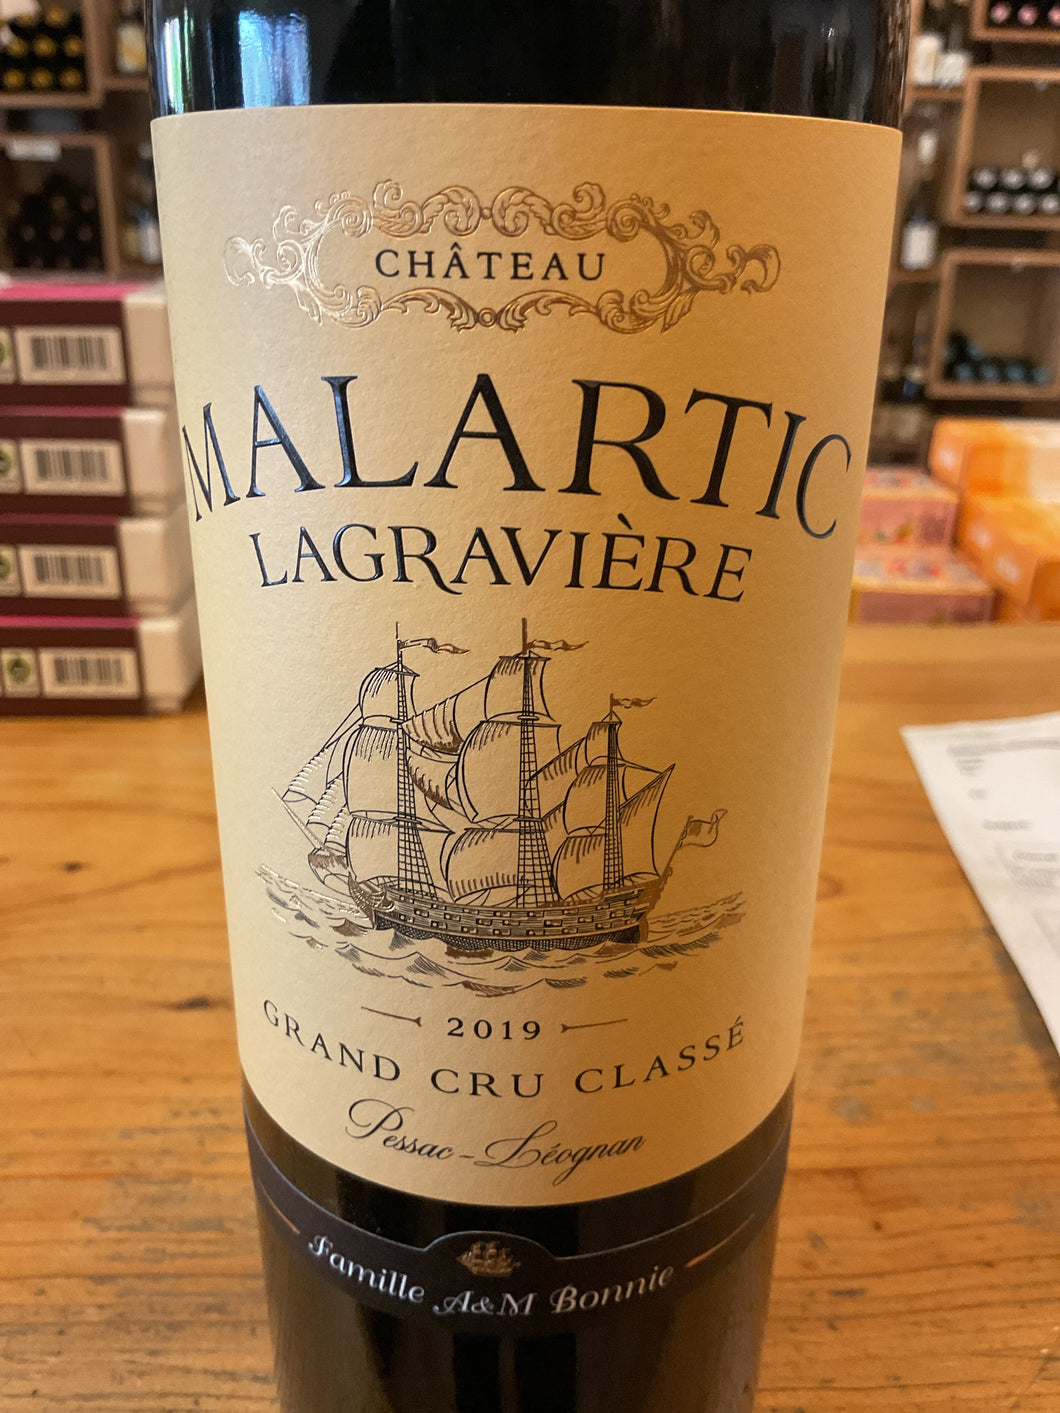 CHÂTEAU
MALARTIC
LAGRAVIÈRE
2019
GRAND CRU CLASSÉ
Pessac-Léognan
Famille A&M Bonnie